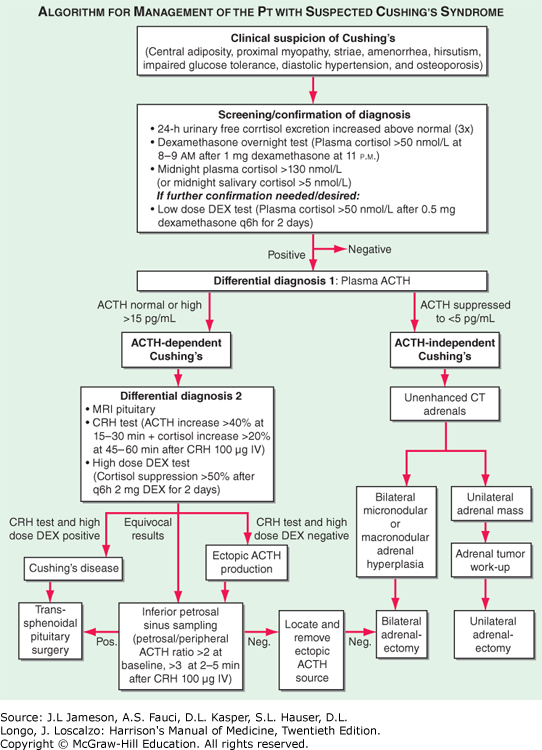 ALGORITHM FOR MANAGEMENT OF THE PT WITH SUSPECTED CUSHING'S SYNDROME
Clinical suspicion of Cushing's
(Central adiposity, proximal myopathy, striae, amenorrhea, hirsutism,
impaired glucose tolerance, diastolic hypertension, and osteoporosis)
Screening/confirmation of diagnosis
• 24-h urinary free corrtisol excretion increased above normal (3x)
• Dexamethasone overnight test (Plasma cortisol >50 nmol/L at
8–9 AM after 1 mg dexamethasone at 11 P.M.)
• Midnight plasma cortisol >130 nmol/L
(or midnight salivary cortisol >5 nmol/L)
If further confirmation needed/desired:
• Low dose DEX test (Plasma cortisol >50 nmol/L after 0.5 mg
dexamethasone q6h for 2 days)
Positive
Negative
Differential diagnosis 1: Plasma ACTH
ACTH normal or high
>15 pg/mL
ACTH suppressed
to <5 pg/mL
ACTH-dependent
Cushing's
ACTH-independent
Cushing's
Differential diagnosis 2
• MRI pituitary
• CRH test (ACTH increase >40% at
15–30 min + cortisol increase >20%
at 45–60 min after CRH 100 µg IV)
• High dose DEX test
(Cortisol suppression >50% after
q6h 2 mg DEX for 2 days)
Unenhanced CT
adrenals
CRH test and high
dose DEX positive
Equivocal
results
CRH test and high
dose DEX negative
Bilateral
micronodular
or
macronodular
adrenal
hyperplasia
Unilateral
adrenal mass
Cushing's disease
Ectopic ACTH
production
Adrenal tumor
work-up
Trans-
sphenoidal
pituitary
surgery
Pos.
Inferior petrosal
sinus sampling
(petrosal/peripheral
ACTH ratio >2 at
baseline, >3 at 2–5 min
after CRH 100 µg IV)
Neg.
Locate and
remove
ectopic
ACTH
source
Neg.
Bilateral
adrenal-
ectomy
Unilateral
adrenal-
ectomy
Source: J.L Jameson, A.S. Fauci, D.L. Kasper, S.L. Hauser, D.L.
Longo, J. Loscalzo: Harrison's Manual of Medicine, Twentieth Edition.
Copyright © McGraw-Hill Education. All rights reserved.